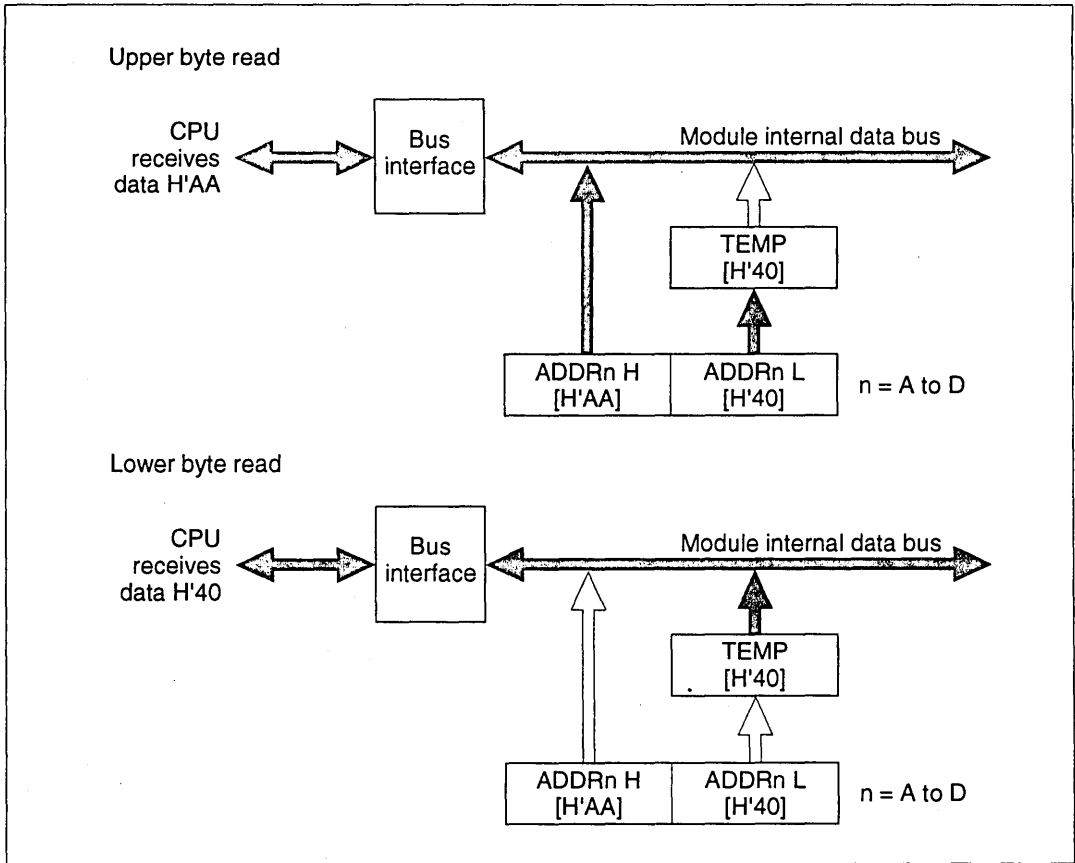 Upper byte read
CPU
receives
data H'AA
Bus
interface
Module internal data bus
TEMP
[H'40]
ADDRn H
[H'AA]
ADDRn L
[H'40]
n = A to D
Lower byte read
CPU
receives
data H'40
Bus
interface
Module internal data bus
TEMP
[H'40]
ADDRn H
[H'AA]
ADDRn L
[H'40]
n = A to D